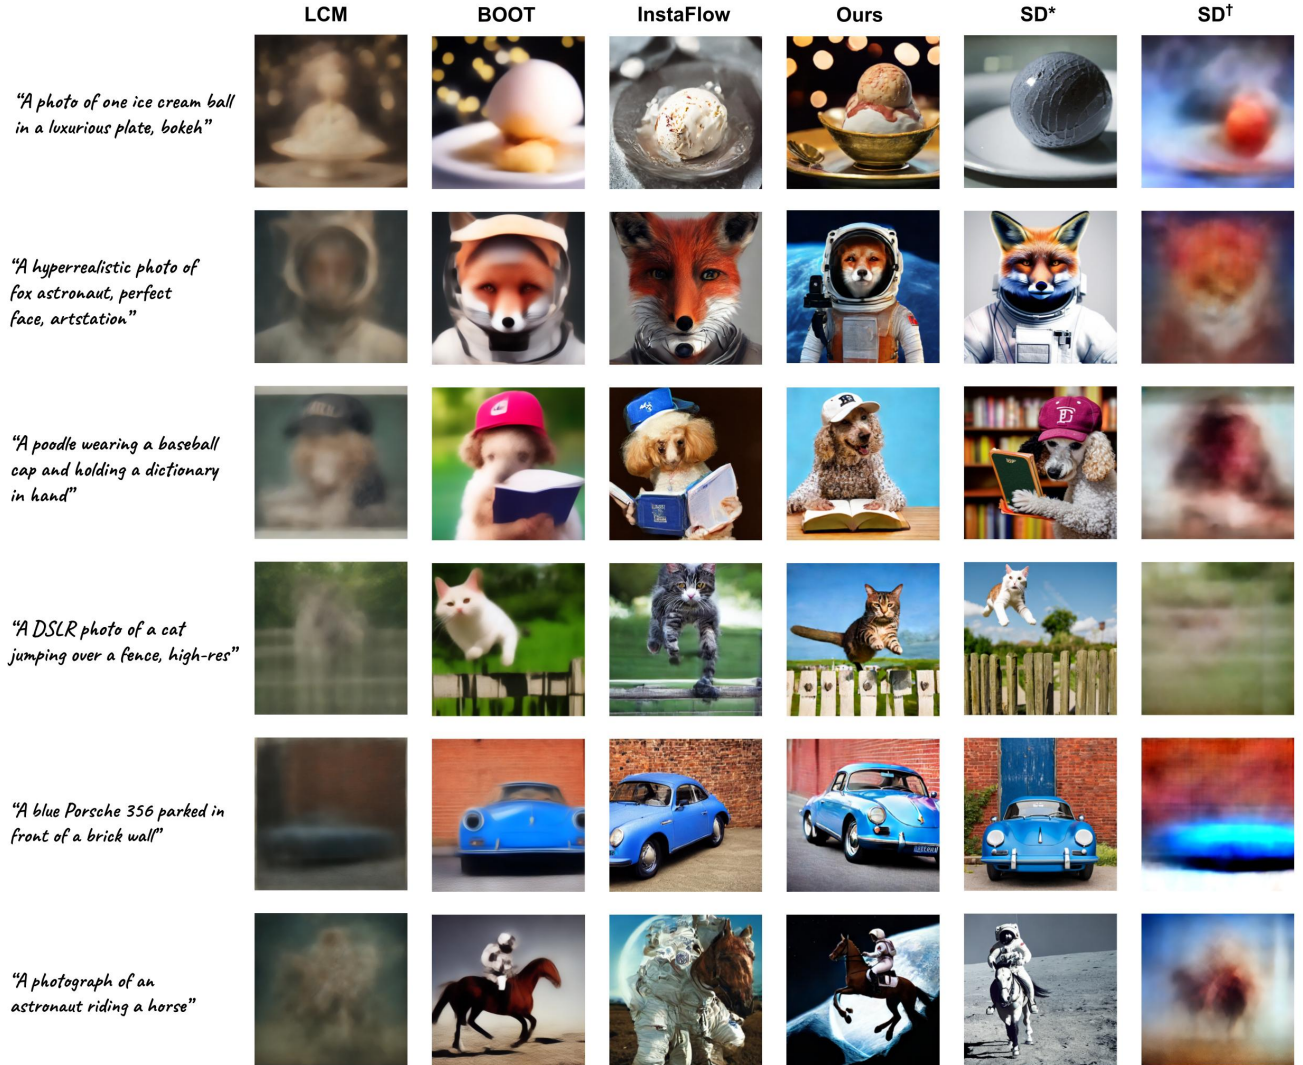 LCM BOOT InstaFlow Ours SD* SD†
“A photo of one ice cream ball
in a luxurious plate, bokeh”
“A hyperrealistic photo of
fox astronaut, perfect
face, artstation”
“A poodle wearing a baseball
cap and holding a dictionary
in hand”
“A DSLR photo of a cat
jumping over a fence, high-res”
“A blue Porsche 356 parked in
front of a brick wall”
“A photograph of an
astronaut riding a horse”